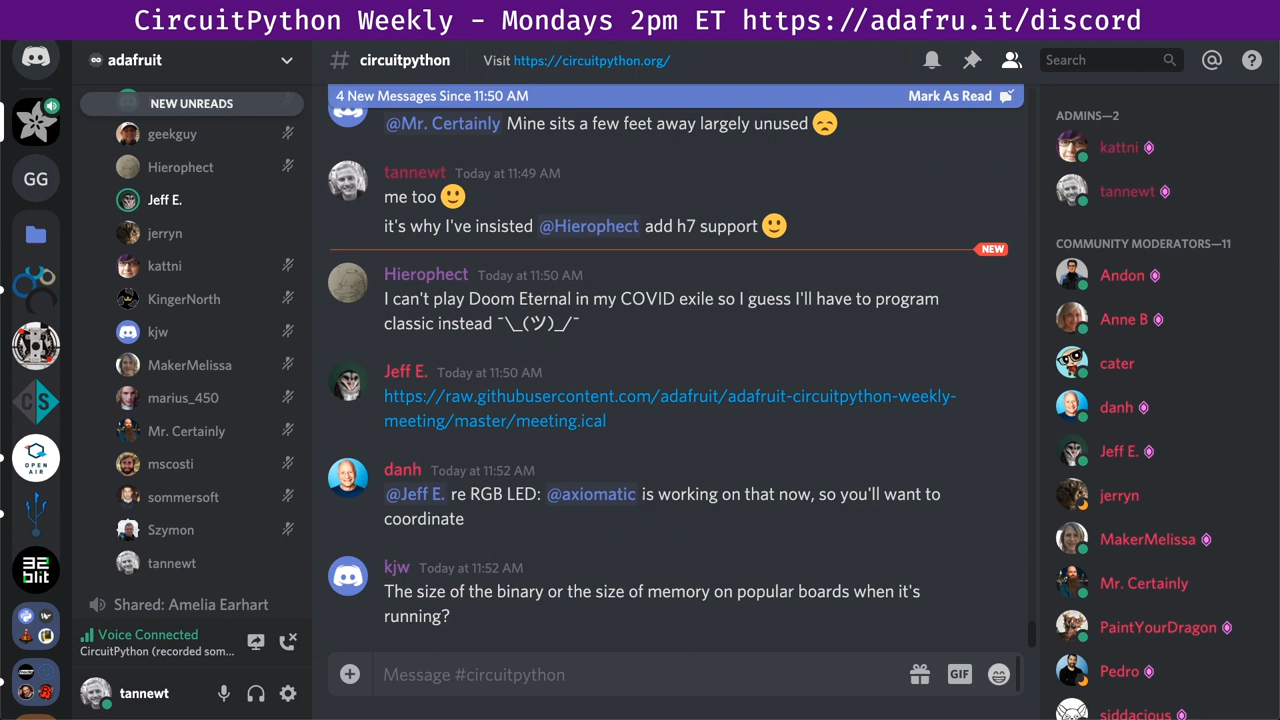 CircuitPython Weekly - Mondays 2pm ET https://adafru.it/discord
adafruit
NEW UNREADS
geekguy
Hierophect
Jeff E.
jerryn
kattni
KingerNorth
kjw
MakerMelissa
marius_450
Mr. Certainly
mscosti
sommersoft
Szymon
tannewt
Shared: Amelia Earhart
Voice Connected
CircuitPython (recorded som...
tannewt
GG
OPEN
AIR
32
blit
# circuitpython
Visit https://circuitpython.org/
Search
4 New Messages Since 11:50 AM
Mark As Read
@Mr. Certainly Mine sits a few feet away largely unused 😞
tannewt Today at 11:49 AM
me too 🙂
it's why I've insisted @Hierophect add h7 support 🙂
NEW
Hierophect Today at 11:50 AM
I can't play Doom Eternal in my COVID exile so I guess I'll have to program
classic instead ¯\_(ツ)_/¯
Jeff E. Today at 11:50 AM
https://raw.githubusercontent.com/adafruit/adafruit-circuitpython-weekly-
meeting/master/meeting.ical
danh Today at 11:52 AM
@Jeff E. re RGB LED: @axiomatic is working on that now, so you'll want to
coordinate
kjw Today at 11:52 AM
The size of the binary or the size of memory on popular boards when it's
running?
Message #circuitpython
GIF
ADMINS—2
kattni
tannewt
COMMUNITY MODERATORS—11
Andon
Anne B
cater
danh
Jeff E.
jerryn
MakerMelissa
Mr. Certainly
PaintYourDragon
Pedro
siddacious